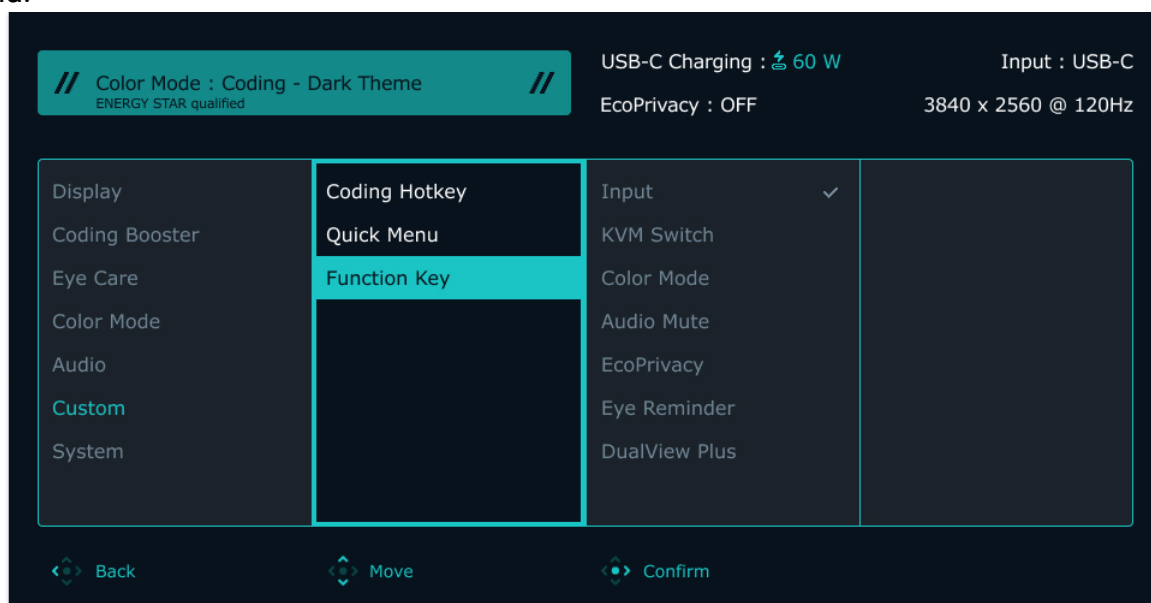 // Color Mode : Coding - Dark Theme //
ENERGY STAR qualified
USB-C Charging : 60 W
Input : USB-C
EcoPrivacy : OFF
3840 x 2560 @ 120Hz
Display
Coding Booster
Eye Care
Color Mode
Audio
Custom
System
Coding Hotkey
Quick Menu
Function Key
Input
KVM Switch
Color Mode
Audio Mute
EcoPrivacy
Eye Reminder
DualView Plus
Back
Move
Confirm